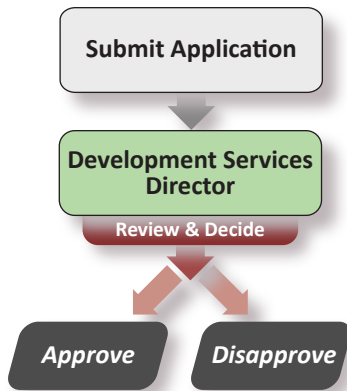 Submit Application
Development Services
Director
Review & Decide
Approve
Disapprove